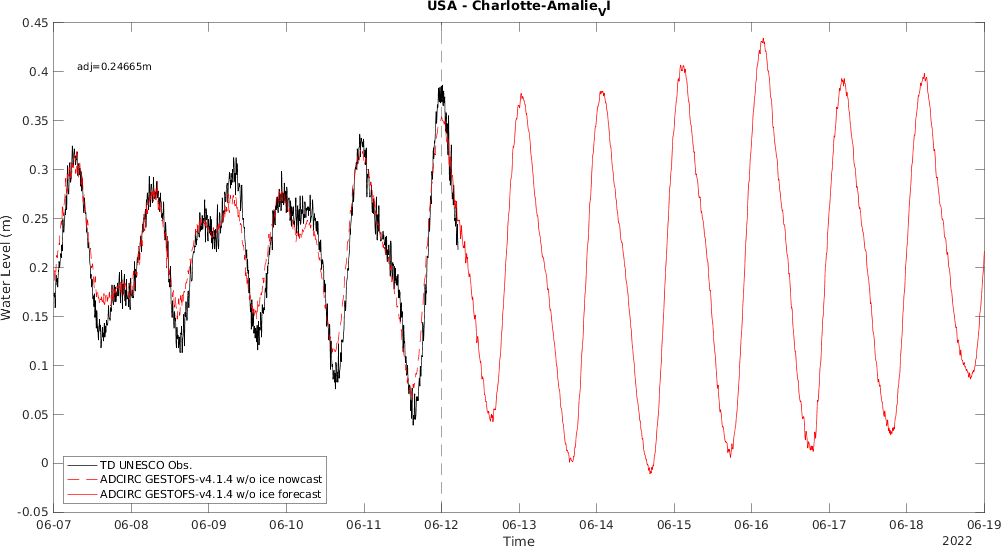 USA - Charlotte-Amalie_VI
adj=0.24665m
0.45
0.4
0.35
0.3
0.25
0.2
0.15
0.1
0.05
0
-0.05
Water Level (m)
TD UNESCO Obs.
ADCIRC GESTOFS-v4.1.4 w/o ice nowcast
ADCIRC GESTOFS-v4.1.4 w/o ice forecast
06-07 06-08 06-09 06-10 06-11 06-12 06-13 06-14 06-15 06-16 06-17 06-18 06-19
Time
2022